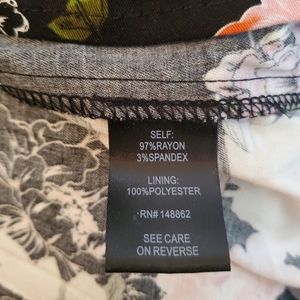 SELF:
97%RAYON
3%SPANDEX
LINING:
100%POLYESTER
RN# 148862
SEE CARE
ON REVERSE